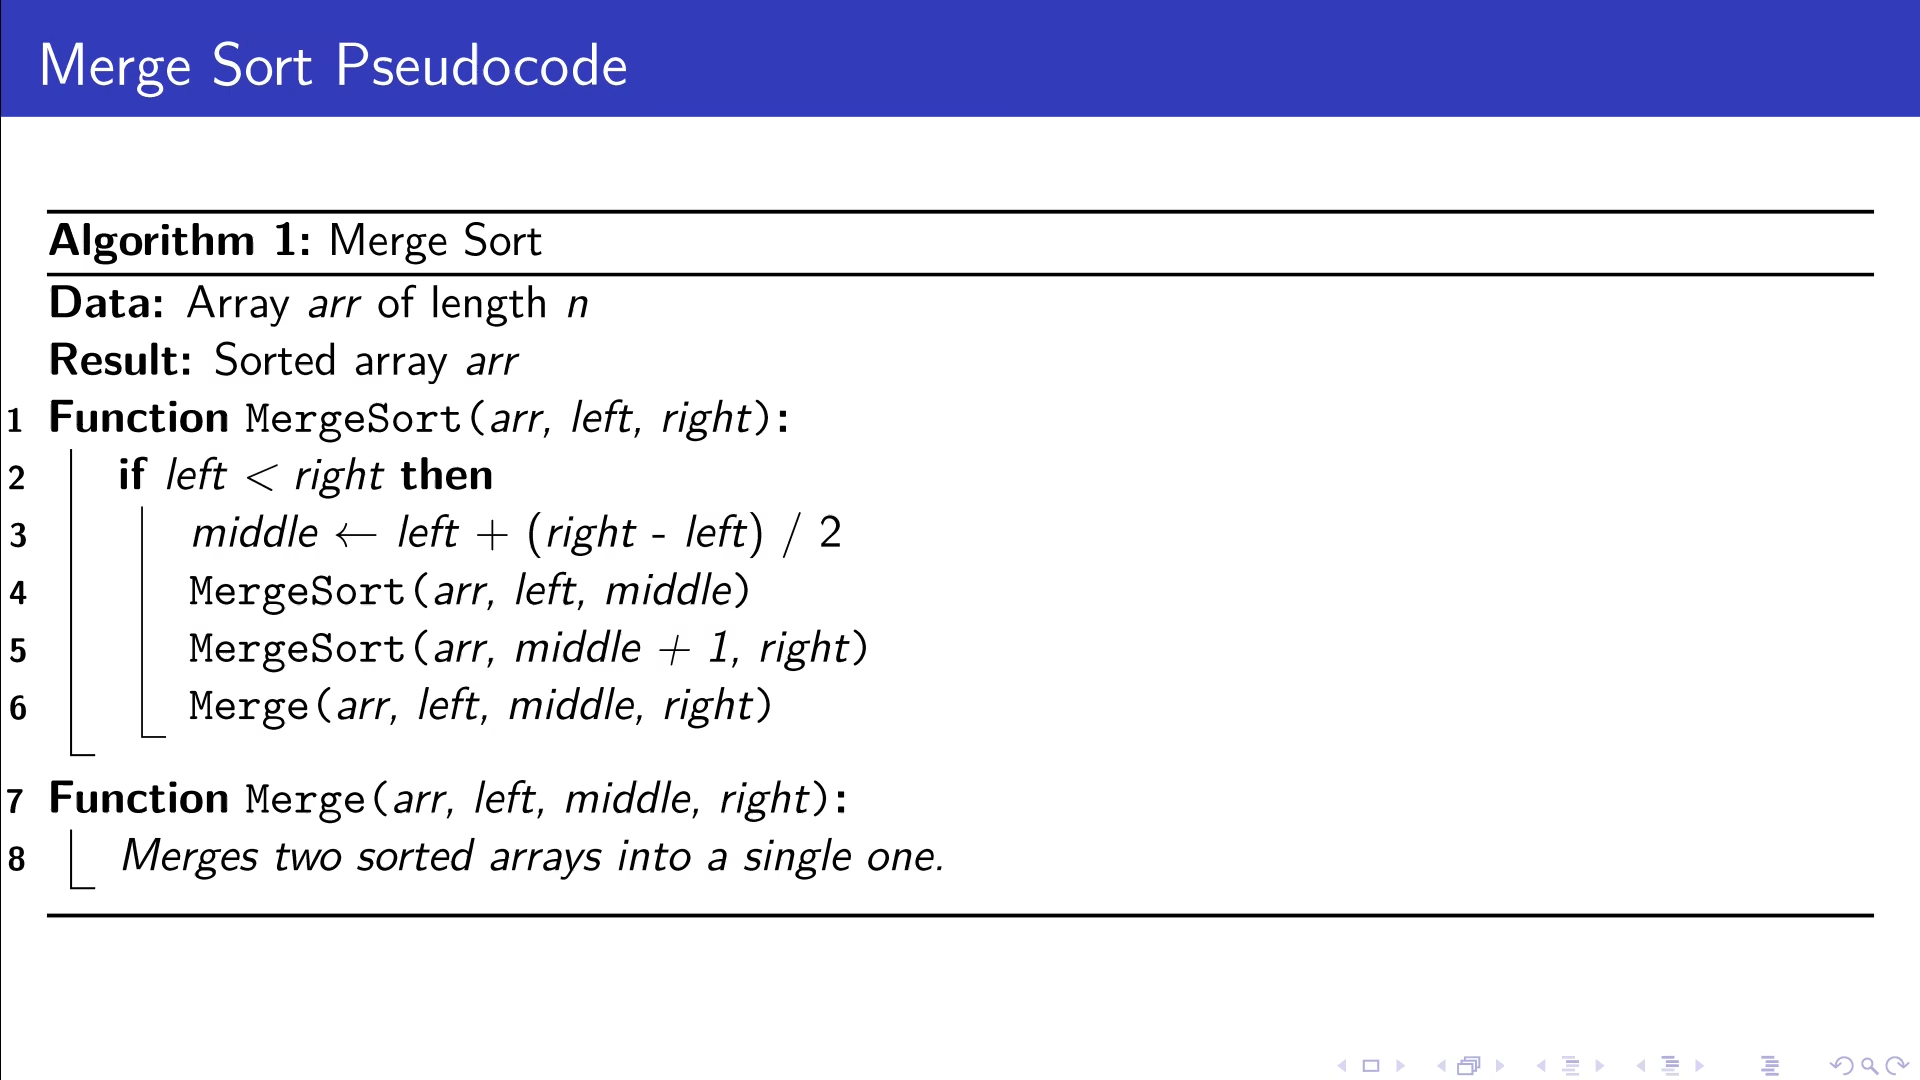 Merge Sort Pseudocode
Algorithm 1: Merge Sort
Data: Array arr of length n
Result: Sorted array arr
1 Function MergeSort(arr, left, right):
2 if left < right then
3 middle ← left + (right - left) / 2
4 MergeSort(arr, left, middle)
5 MergeSort(arr, middle + 1, right)
6 Merge(arr, left, middle, right)
7 Function Merge(arr, left, middle, right):
8 Merges two sorted arrays into a single one.